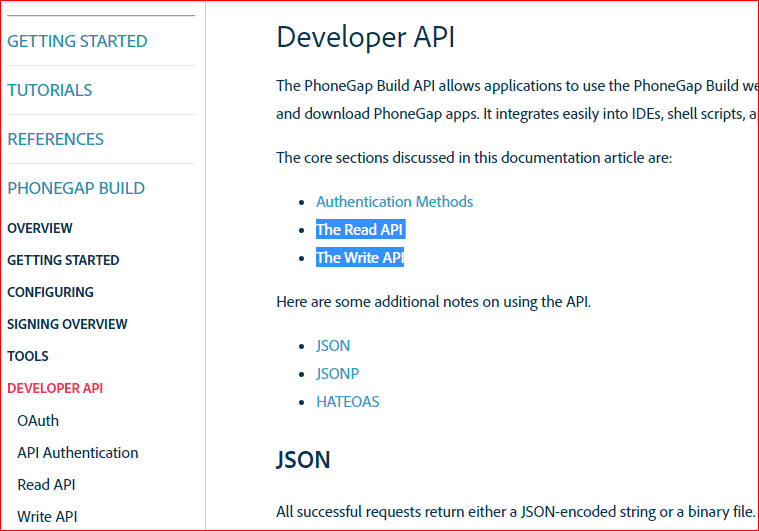 GETTING STARTED
TUTORIALS
REFERENCES
PHONEGAP BUILD
OVERVIEW
GETTING STARTED
CONFIGURING
SIGNING OVERVIEW
TOOLS
DEVELOPER API
OAuth
API Authentication
Read API
Write API
Developer API
The PhoneGap Build API allows applications to use the PhoneGap Build
and download PhoneGap apps. It integrates easily into IDEs, shell scripts,
The core sections discussed in this documentation article are:
Authentication Methods
The Read API
The Write API
Here are some additional notes on using the API.
JSON
JSONP
HATEOAS
JSON
All successful requests return either a JSON-encoded string or a binary file.